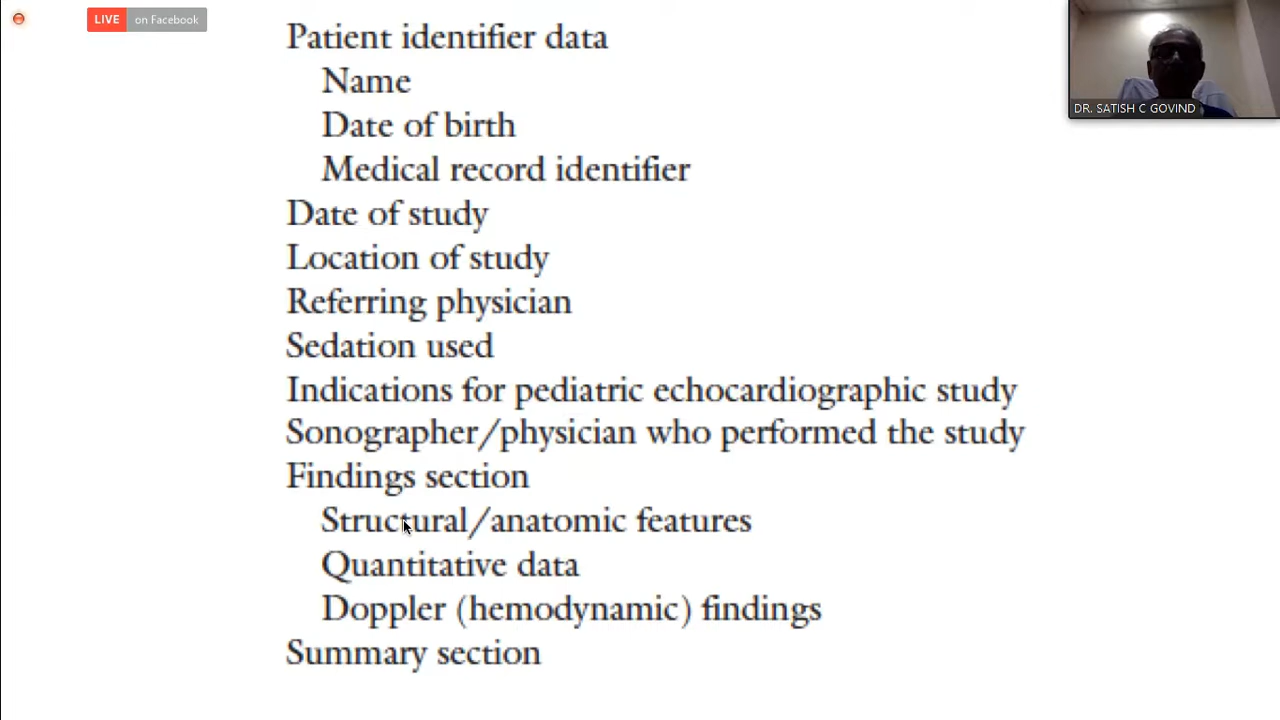 LIVE on Facebook
Patient identifier data
Name
Date of birth
Medical record identifier
Date of study
Location of study
Referring physician
Sedation used
Indications for pediatric echocardiographic study
Sonographer/physician who performed the study
Findings section
Structural/anatomic features
Quantitative data
Doppler (hemodynamic) findings
Summary section
DR. SATISH C GOVIND